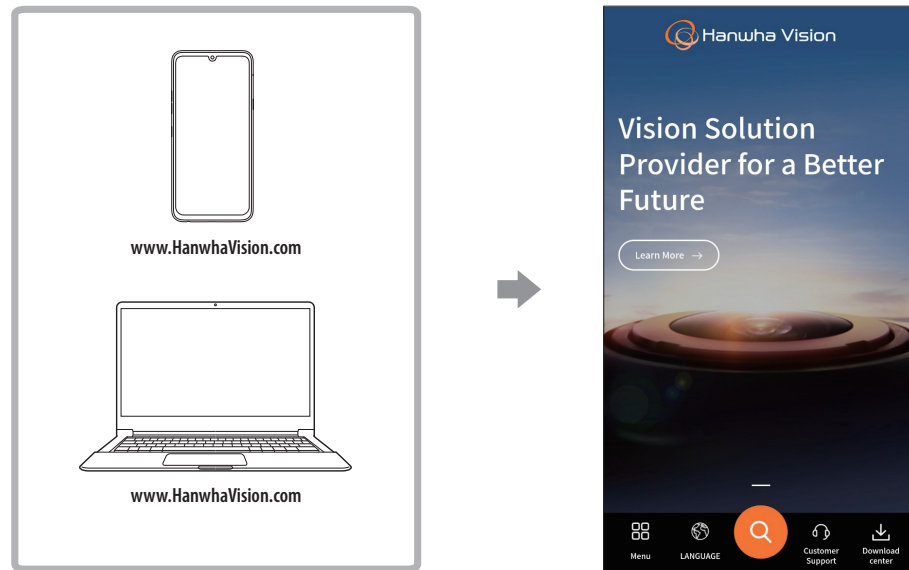 www.HanwhaVision.com
www.HanwhaVision.com
Hanwha Vision
Vision Solution
Provider for a Better
Future
Learn More →
Menu
LANGUAGE
Customer
Support
Download
center